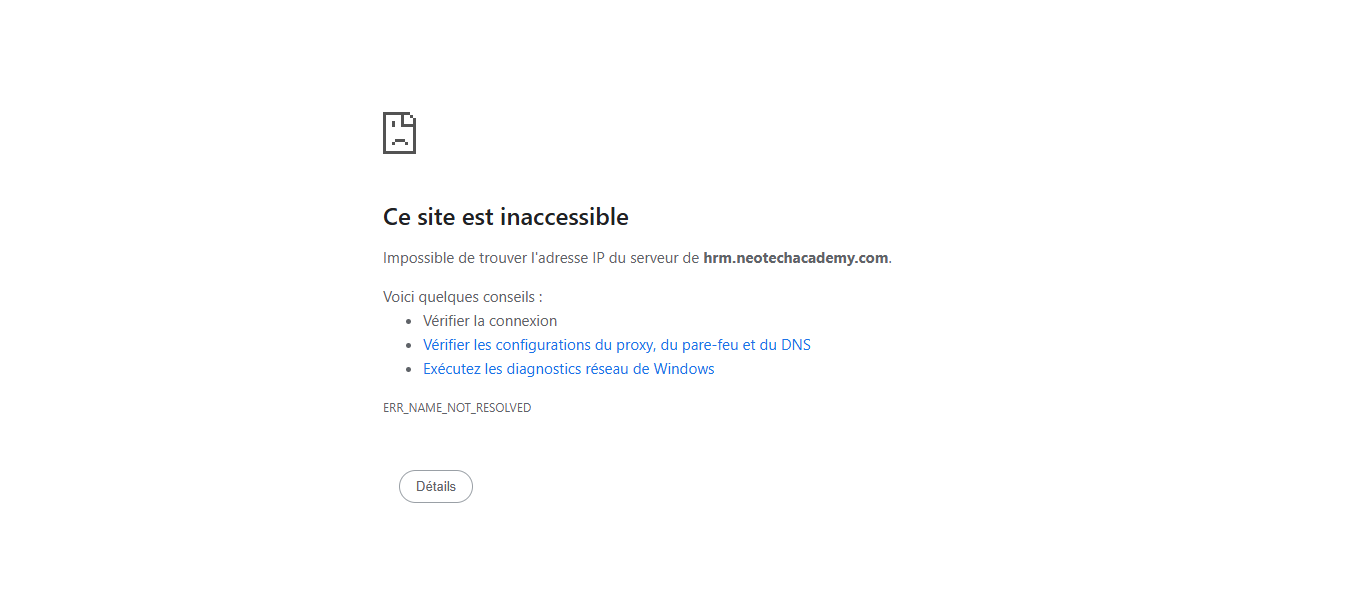 Ce site est inaccessible
Impossible de trouver l'adresse IP du serveur de hrm.neotechacademy.com.
Voici quelques conseils :
• Vérifier la connexion
• Vérifier les configurations du proxy, du pare-feu et du DNS
• Exécutez les diagnostics réseau de Windows
ERR_NAME_NOT_RESOLVED
Détails